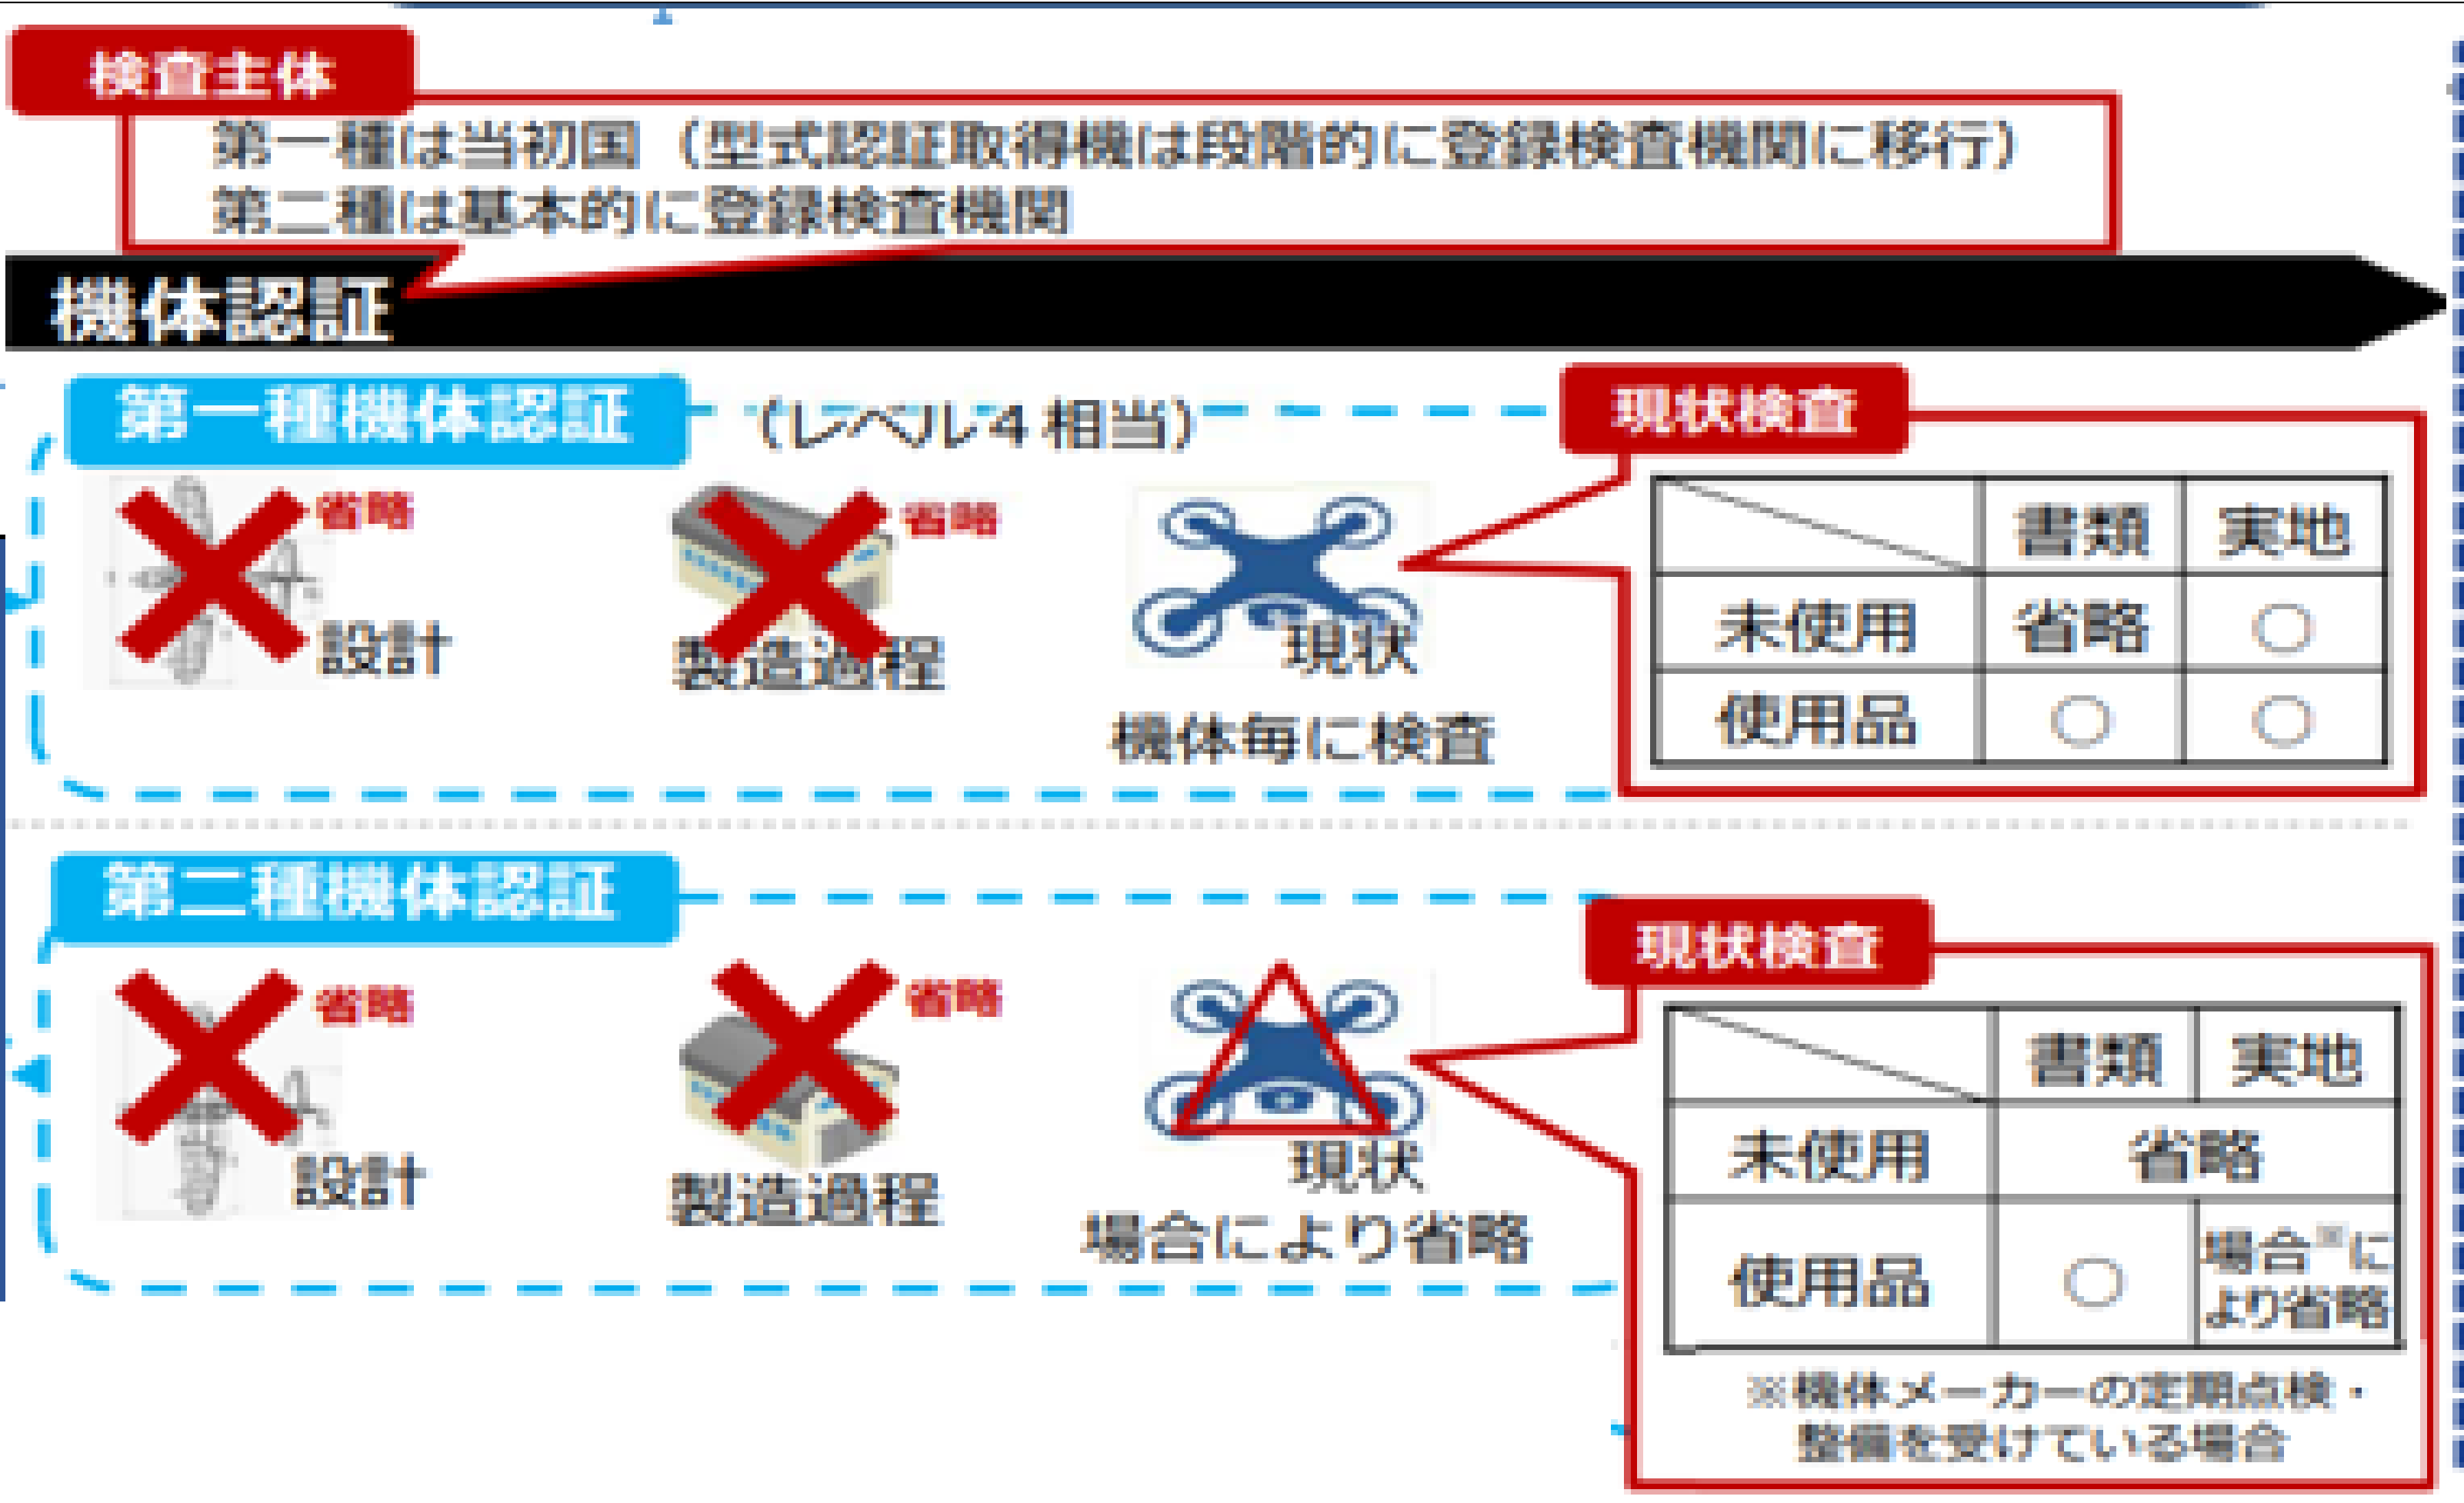 検査主体
第一種は当初国（型式認証取得機は段階的に登録検査機関に移行）
第二種は基本的に登録検査機関
機体認証
第一種機体認証 （レベル4相当）
省略
設計
省略
製造過程
現状
機体毎に検査
現状検査
書類 実地
未使用 省略 ○
使用品 ○ ○
第二種機体認証
省略
設計
省略
製造過程
現状
場合により省略
現状検査
書類 実地
未使用 省略
使用品 ○ 場合※に
より省略
※機体メーカーの定期点検・
整備を受けている場合